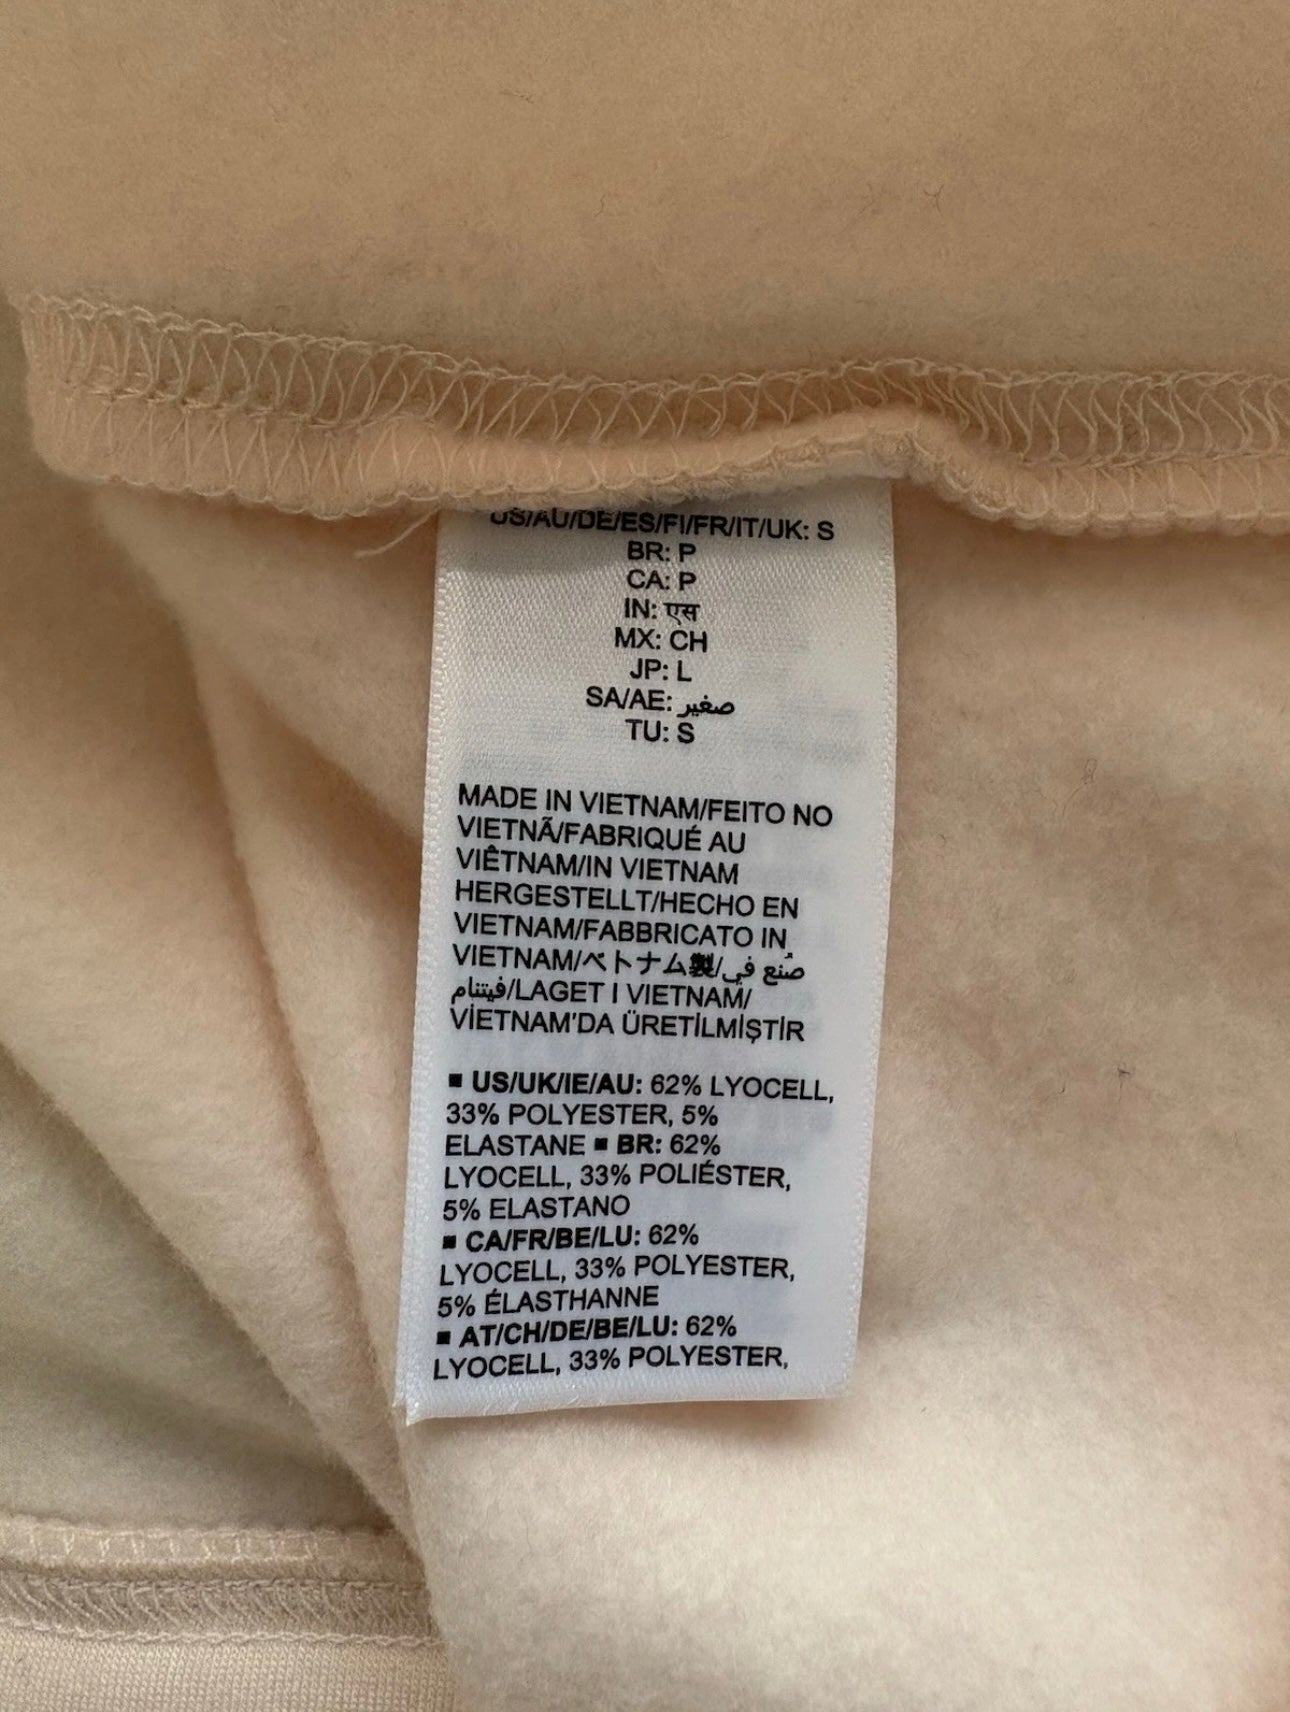 US/AU/DE/ES/FI/FR/IT/UK: S
BR: P
CA: P
IN: एस
MX: CH
JP: L
SA/AE: صغير
TU: S
MADE IN VIETNAM/FEITO NO
VIETNÃ/FABRIQUÉ AU
VIÊTNAM/IN VIETNAM
HERGESTELLT/HECHO EN
VIETNAM/FABBRICATO IN
VIETNAM/ベトナム製/صُنع في
فيتنام/LAGET I VIETNAM/
VİETNAM'DA ÜRETİLMİŞTİR
▪ US/UK/IE/AU: 62% LYOCELL,
33% POLYESTER, 5%
ELASTANE ▪ BR: 62%
LYOCELL, 33% POLIÉSTER,
5% ELASTANO
▪ CA/FR/BE/LU: 62%
LYOCELL, 33% POLYESTER,
5% ÉLASTHANNE
▪ AT/CH/DE/BE/LU: 62%
LYOCELL, 33% POLYESTER,